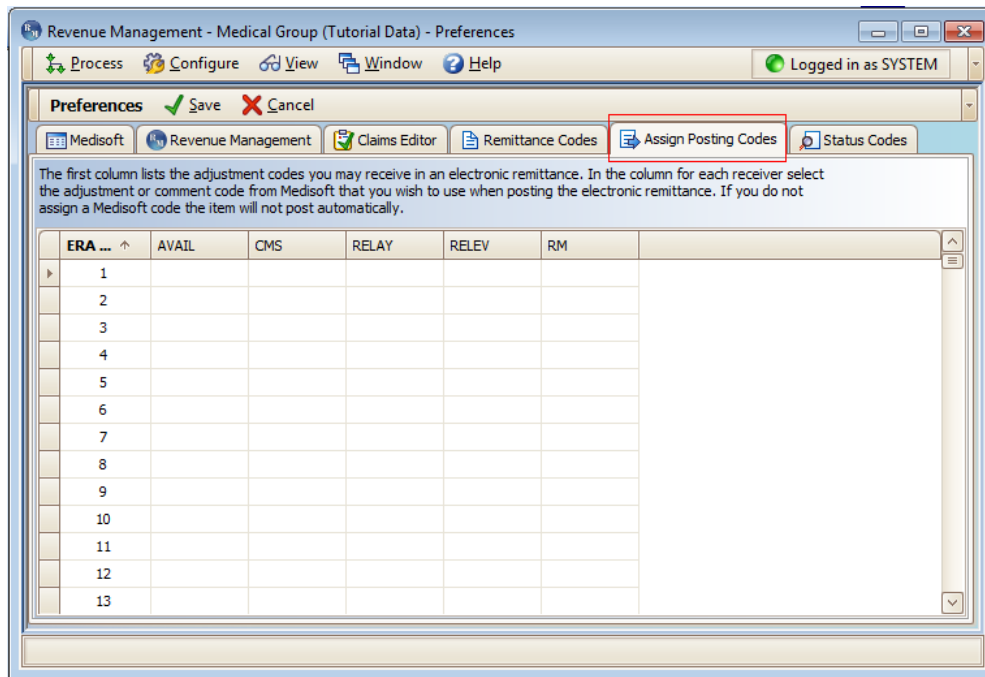 Revenue Management - Medical Group (Tutorial Data) - Preferences
Process Configure View Window Help Logged in as SYSTEM
Preferences Save Cancel
Medisoft Revenue Management Claims Editor Remittance Codes Assign Posting Codes Status Codes
The first column lists the adjustment codes you may receive in an electronic remittance. In the column for each receiver select
the adjustment or comment code from Medisoft that you wish to use when posting the electronic remittance. If you do not
assign a Medisoft code the item will not post automatically.
ERA ... AVAIL CMS RELAY RELEV RM
1
2
3
4
5
6
7
8
9
10
11
12
13